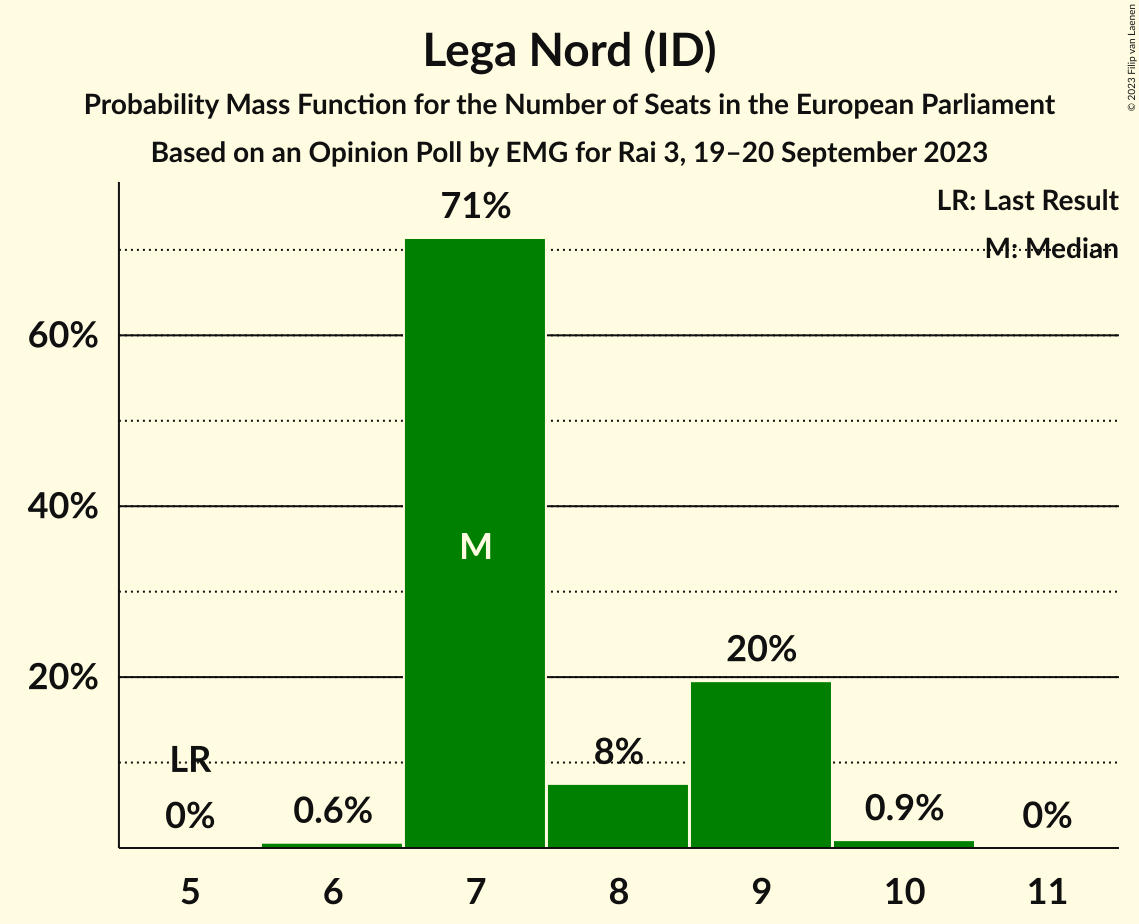 Lega Nord (ID)
Probability Mass Function for the Number of Seats in the European Parliament
Based on an Opinion Poll by EMG for Rai 3, 19–20 September 2023
© 2023 Filip van Laenen
LR: Last Result
M: Median
71%
60%
40%
M
20%
20%
8%
LR
0%
0.6%
0.9%
0%
5 6 7 8 9 10 11